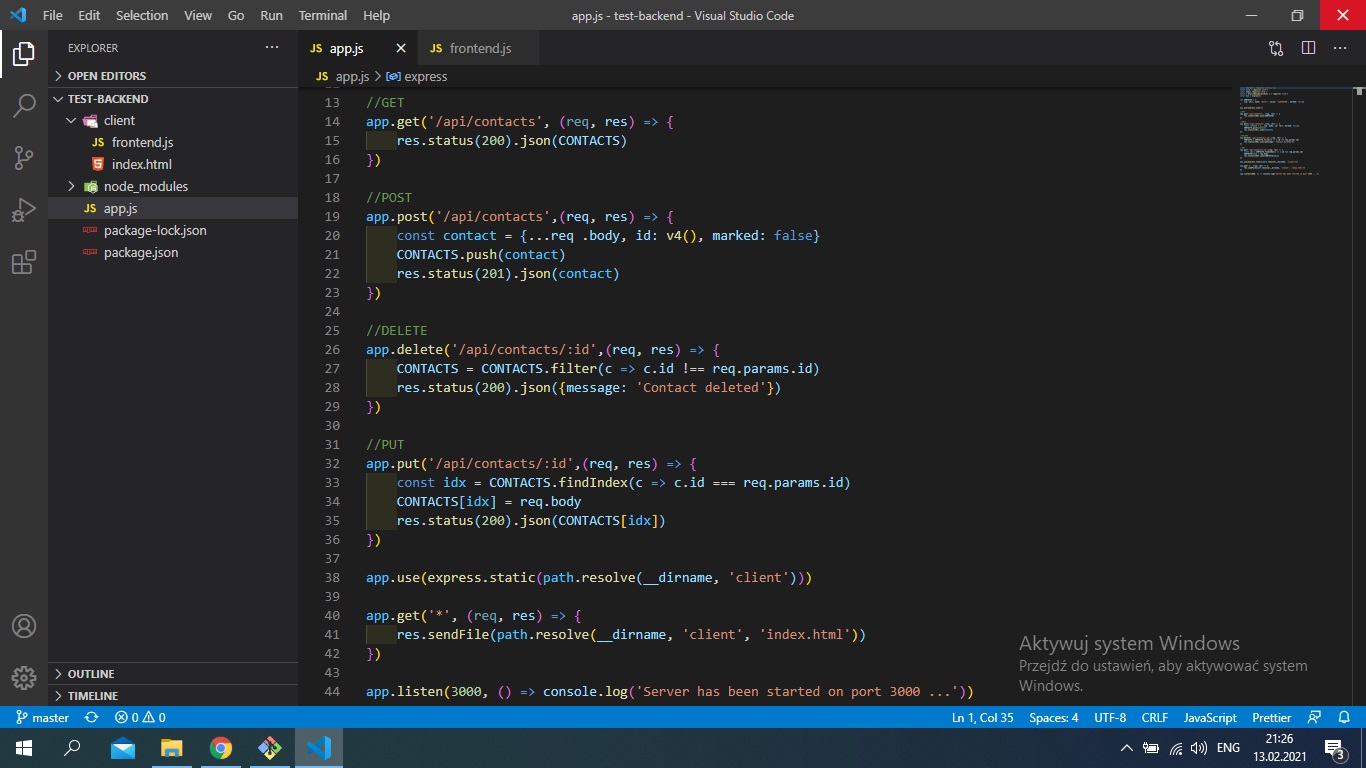 File Edit Selection View Go Run Terminal Help
app.js - test-backend - Visual Studio Code
EXPLORER
OPEN EDITORS
TEST-BACKEND
client
JS frontend.js
index.html
node_modules
JS app.js
package-lock.json
package.json
OUTLINE
TIMELINE
JS app.js
JS frontend.js
JS app.js > express
13 //GET
14 app.get('/api/contacts', (req, res) => {
15 res.status(200).json(CONTACTS)
16 })
17
18 //POST
19 app.post('/api/contacts',(req, res) => {
20 const contact = {...req .body, id: v4(), marked: false}
21 CONTACTS.push(contact)
22 res.status(201).json(contact)
23 })
24
25 //DELETE
26 app.delete('/api/contacts/:id',(req, res) => {
27 CONTACTS = CONTACTS.filter(c => c.id !== req.params.id)
28 res.status(200).json({message: 'Contact deleted'})
29 })
30
31 //PUT
32 app.put('/api/contacts/:id',(req, res) => {
33 const idx = CONTACTS.findIndex(c => c.id === req.params.id)
34 CONTACTS[idx] = req.body
35 res.status(200).json(CONTACTS[idx])
36 })
37
38 app.use(express.static(path.resolve(__dirname, 'client')))
39
40 app.get('*', (req, res) => {
41 res.sendFile(path.resolve(__dirname, 'client', 'index.html'))
42 })
43
44 app.listen(3000, () => console.log('Server has been started on port 3000 ...'))
Aktywuj system Windows
Przejdź do ustawień, aby aktywować system
Windows.
master 0 0 Ln 1, Col 35 Spaces: 4 UTF-8 CRLF JavaScript Prettier
ENG
21:26
13.02.2021
3